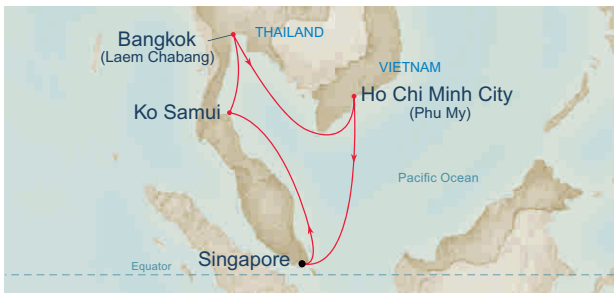 Bangkok
(Laem Chabang)
THAILAND
VIETNAM
Ho Chi Minh City
(Phu My)
Ko Samui
Pacific Ocean
Singapore
Equator